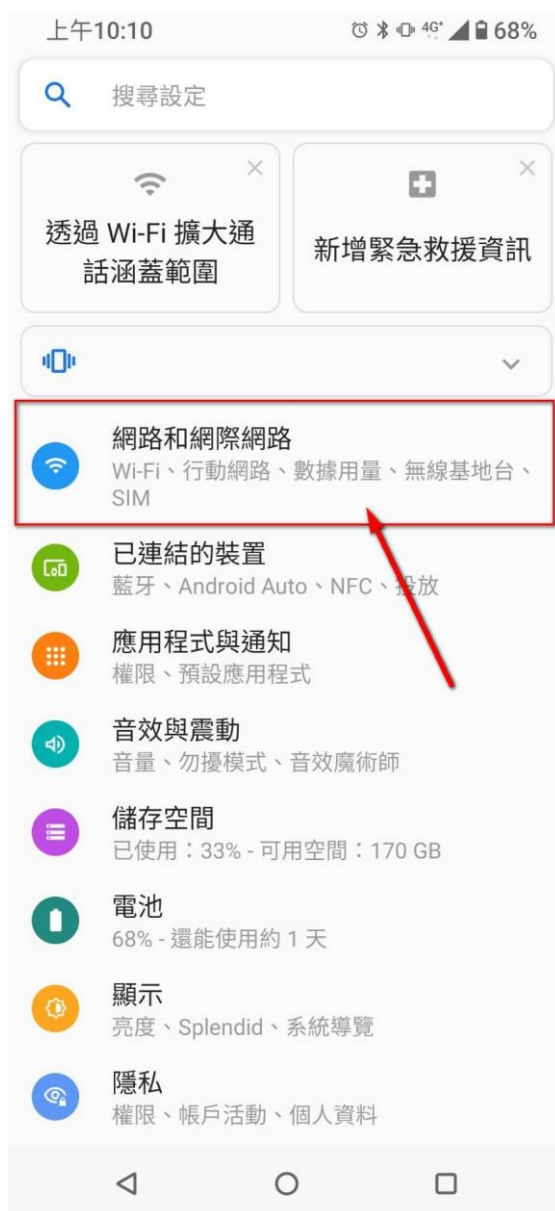 上午10:10
4G+ 68%
搜尋設定
透過 Wi-Fi 擴大通
話涵蓋範圍
新增緊急救援資訊
網路和網際網路
Wi-Fi、行動網路、數據用量、無線基地台、
SIM
已連結的裝置
藍牙、Android Auto、NFC、投放
應用程式與通知
權限、預設應用程式
音效與震動
音量、勿擾模式、音效魔術師
儲存空間
已使用：33% - 可用空間：170 GB
電池
68% - 還能使用約 1 天
顯示
亮度、Splendid、系統導覽
隱私
權限、帳戶活動、個人資料